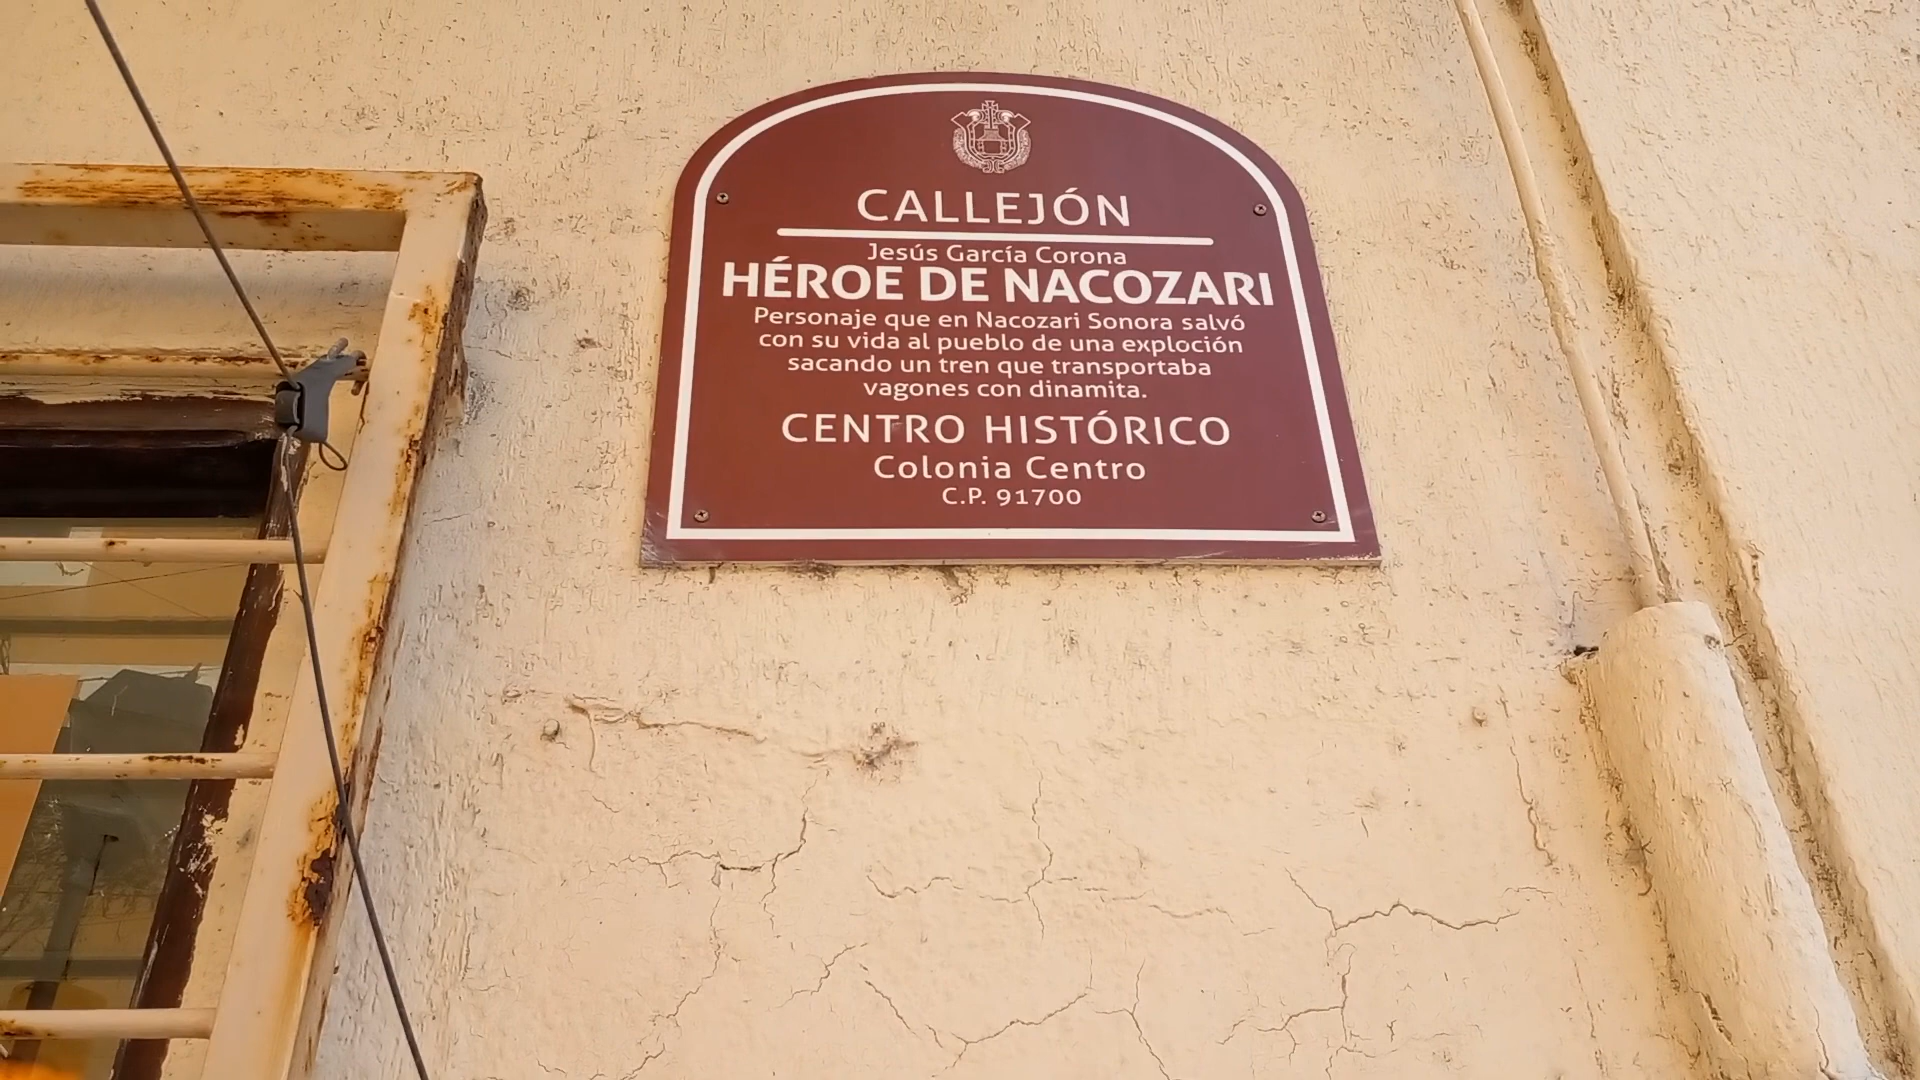 CALLEJÓN
Jesús García Corona
HÉROE DE NACOZARI
Personaje que en Nacozari Sonora salvó
con su vida al pueblo de una exploción
sacando un tren que transportaba
vagones con dinamita.
CENTRO HISTÓRICO
Colonia Centro
C.P. 91700